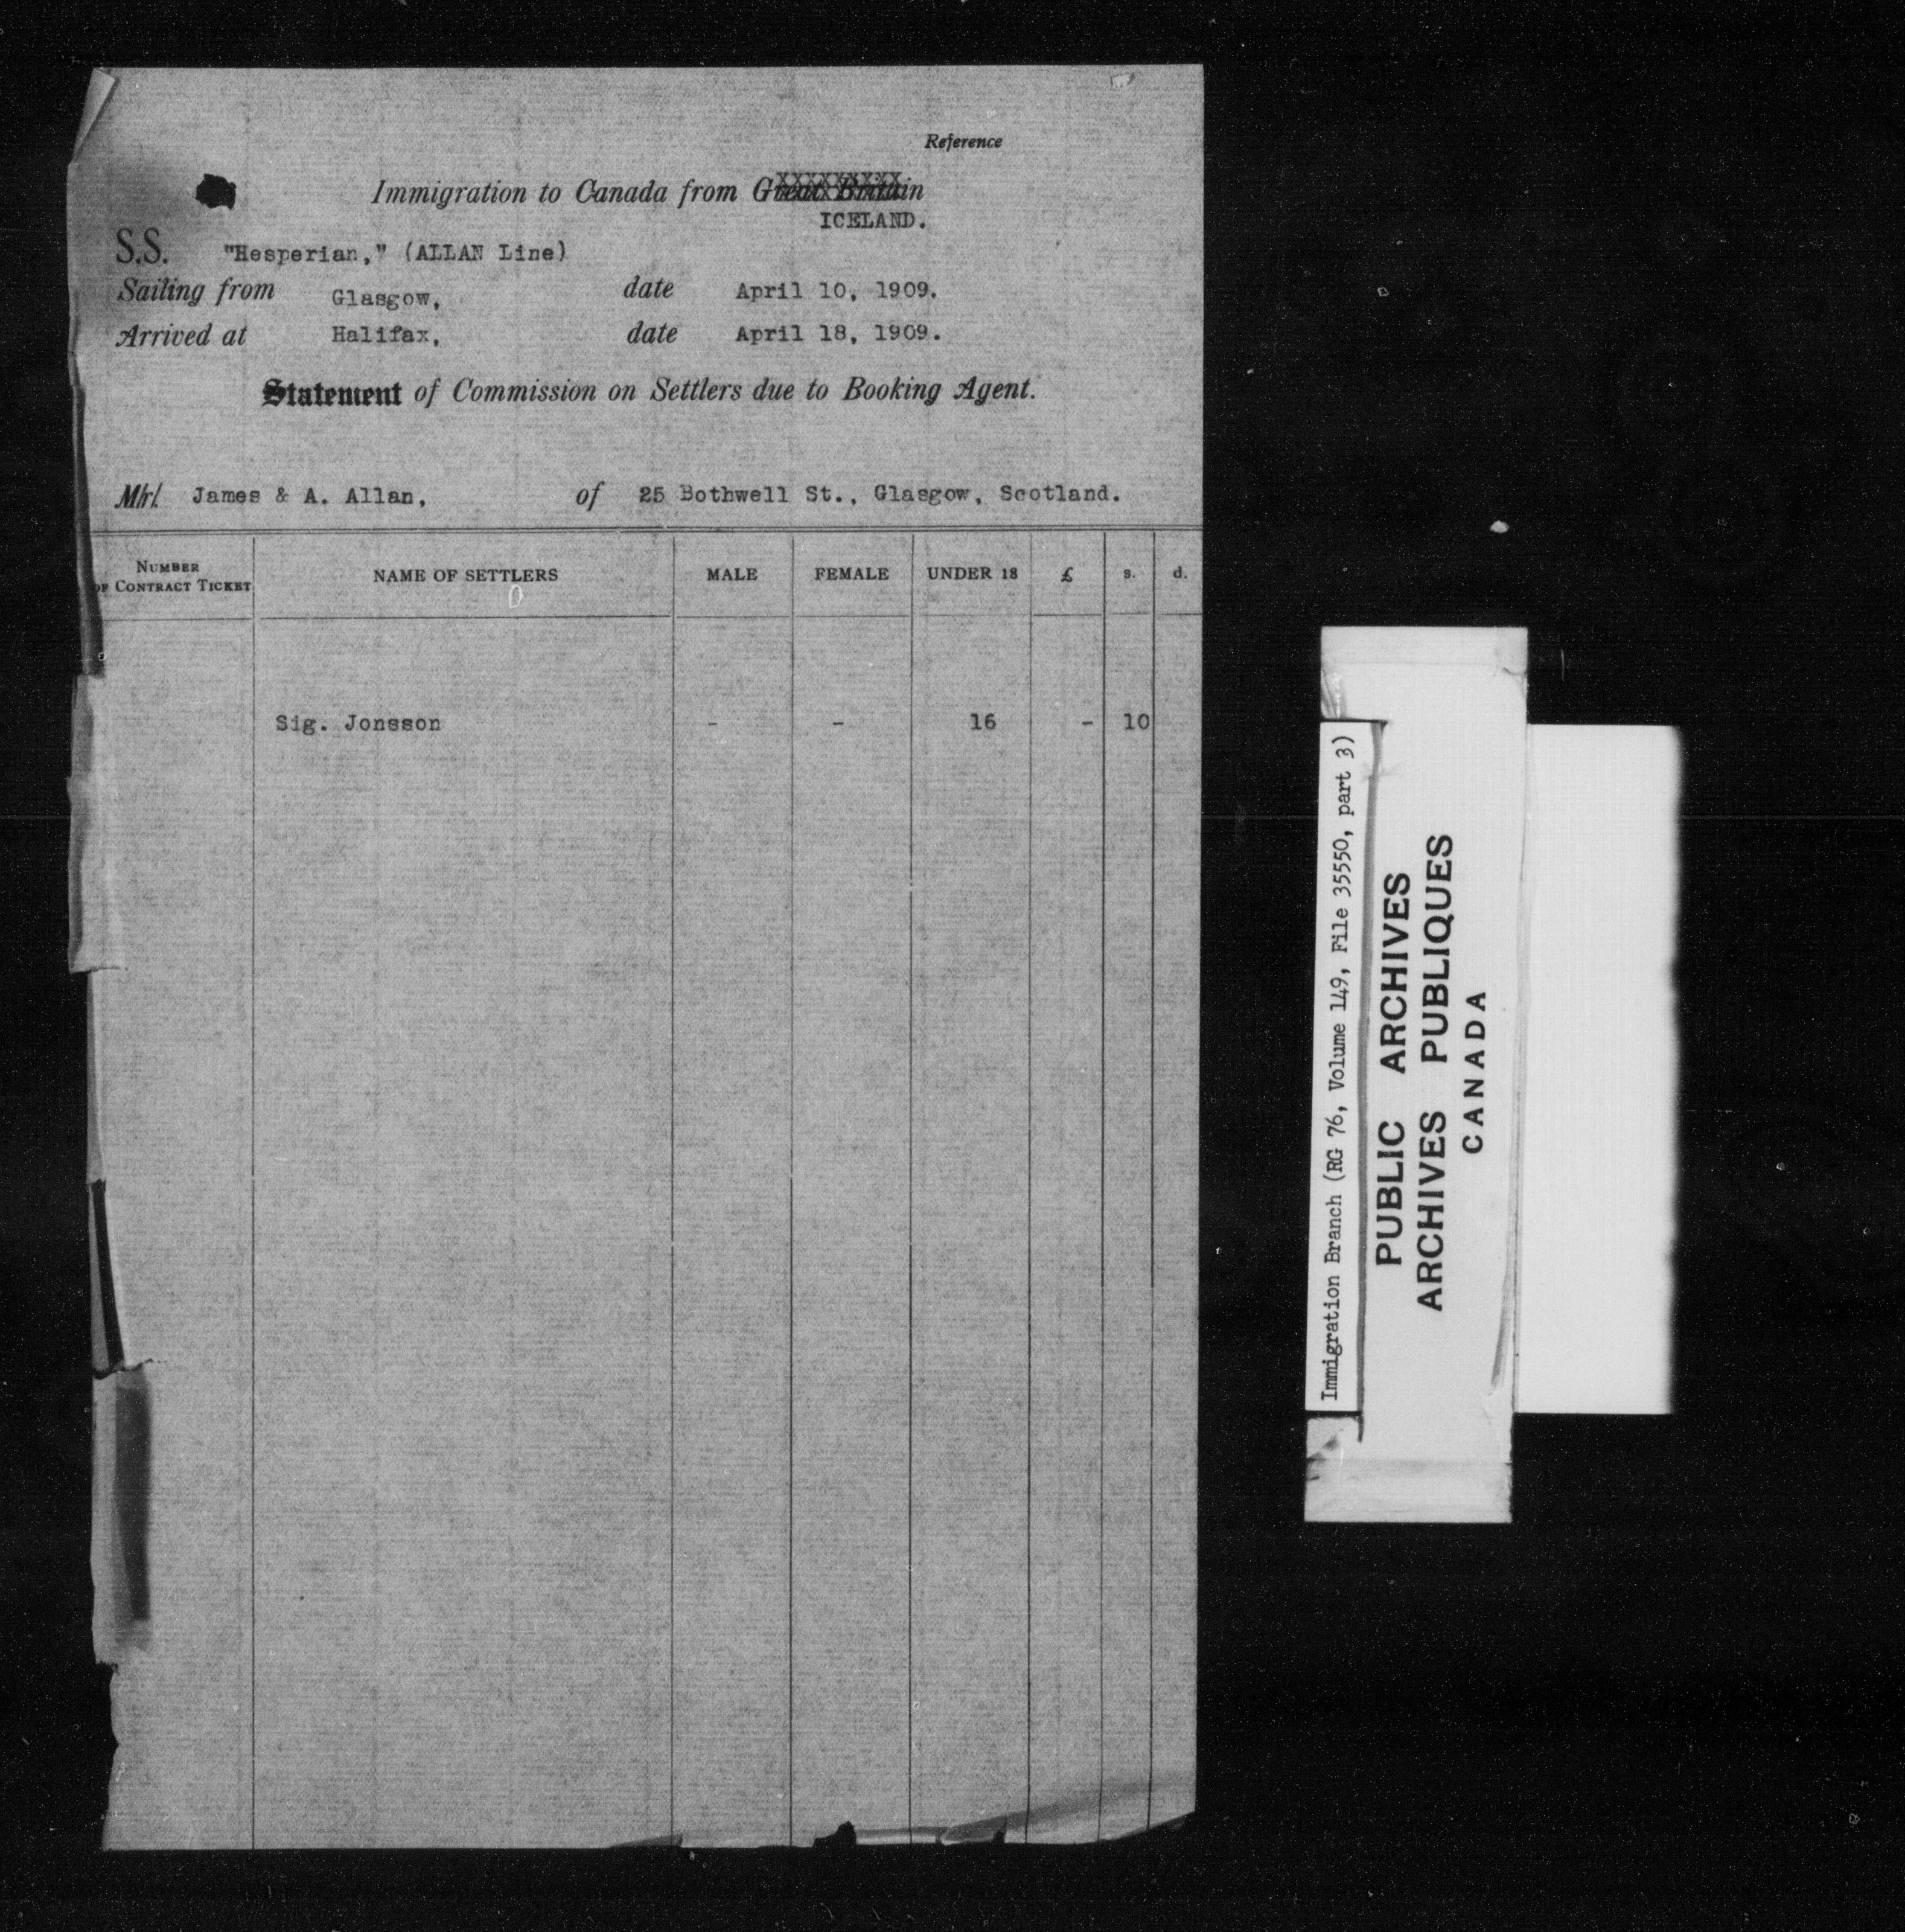 Reference
Immigration to Canada from Great Britain
XXXXXXXXX
ICELAND.
S.S. "Hesperian," (ALLAN Line)
Sailing from Glasgow, date April 10, 1909.
Arrived at Halifax, date April 18, 1909.
Statement of Commission on Settlers due to Booking Agent.
Mr. James & A. Allan, of 25 Bothwell St., Glasgow, Scotland.
NUMBER OF CONTRACT TICKET NAME OF SETTLERS MALE FEMALE UNDER 18 £ s. d.
Sig. Jonsson - - 16 - 10
Immigration Branch (RG 76, Volume 149, File 35550, part 3)
PUBLIC ARCHIVES
ARCHIVES PUBLIQUES
CANADA